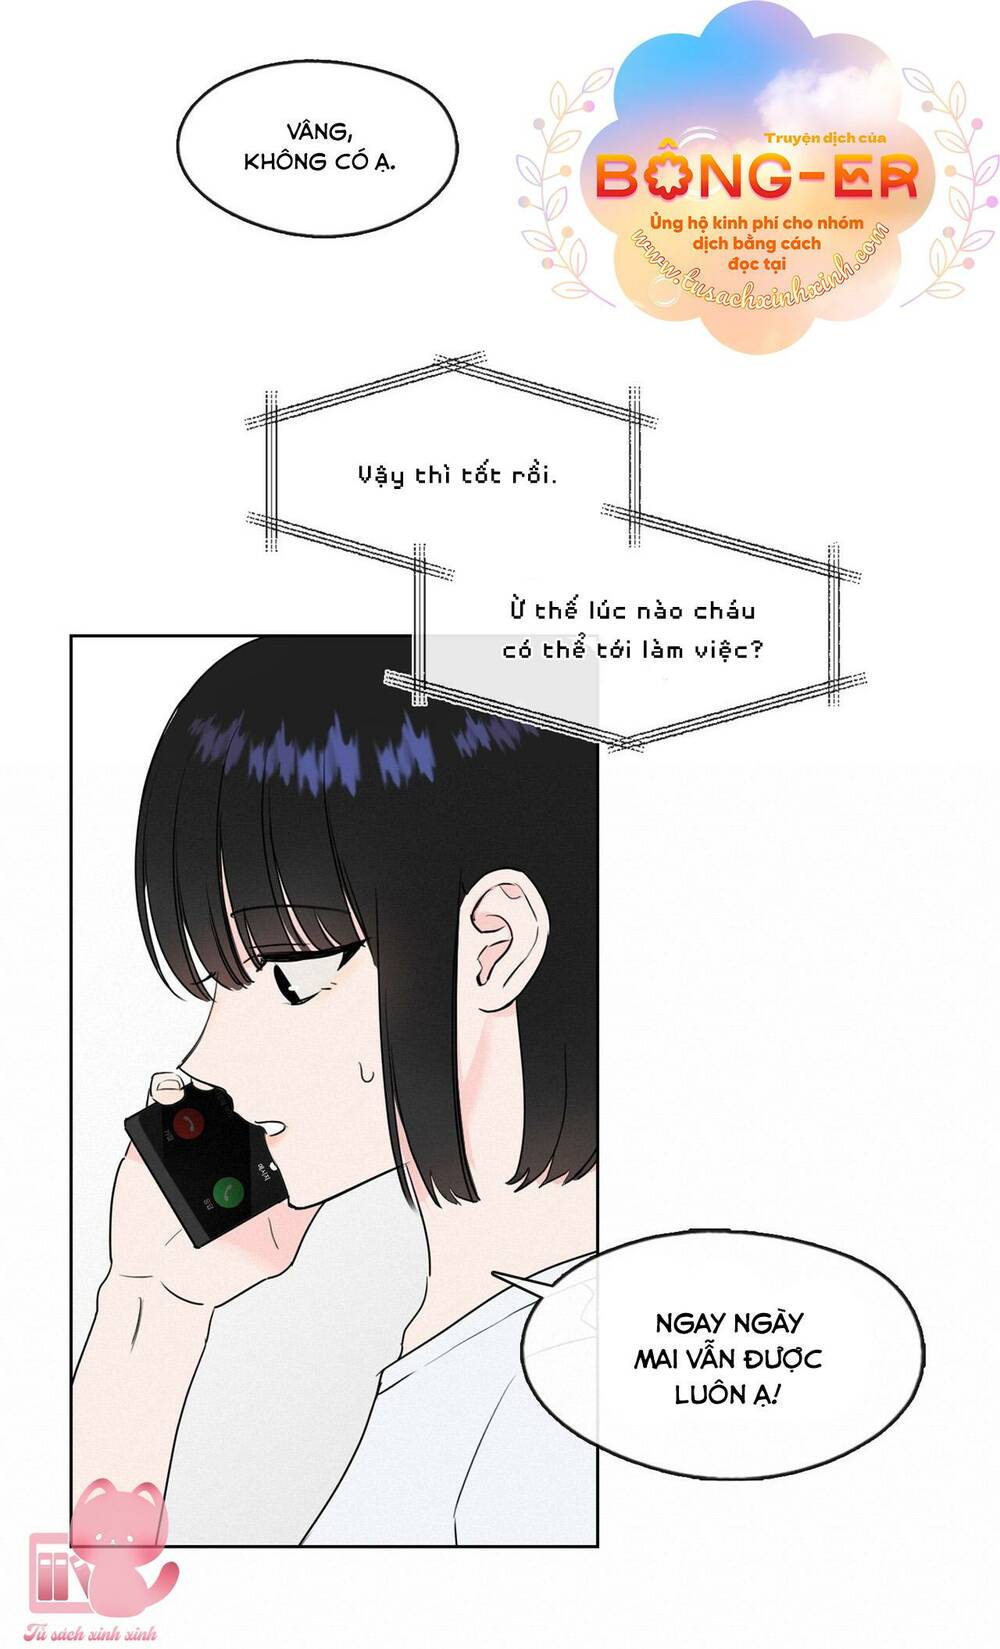 VÂNG,
KHÔNG CÓ Ạ.
Truyện dịch của
BÔNG-ER
Ủng hộ kinh phí cho nhóm
dịch bằng cách
đọc tại
www.tusachxinhxinh.com
Vậy thì tốt rồi.
Ừ thế lúc nào cháu
có thể tới làm việc?
NGAY NGÀY
MAI VẪN ĐƯỢC
LUÔN Ạ!
Tủ sách xinh xinh